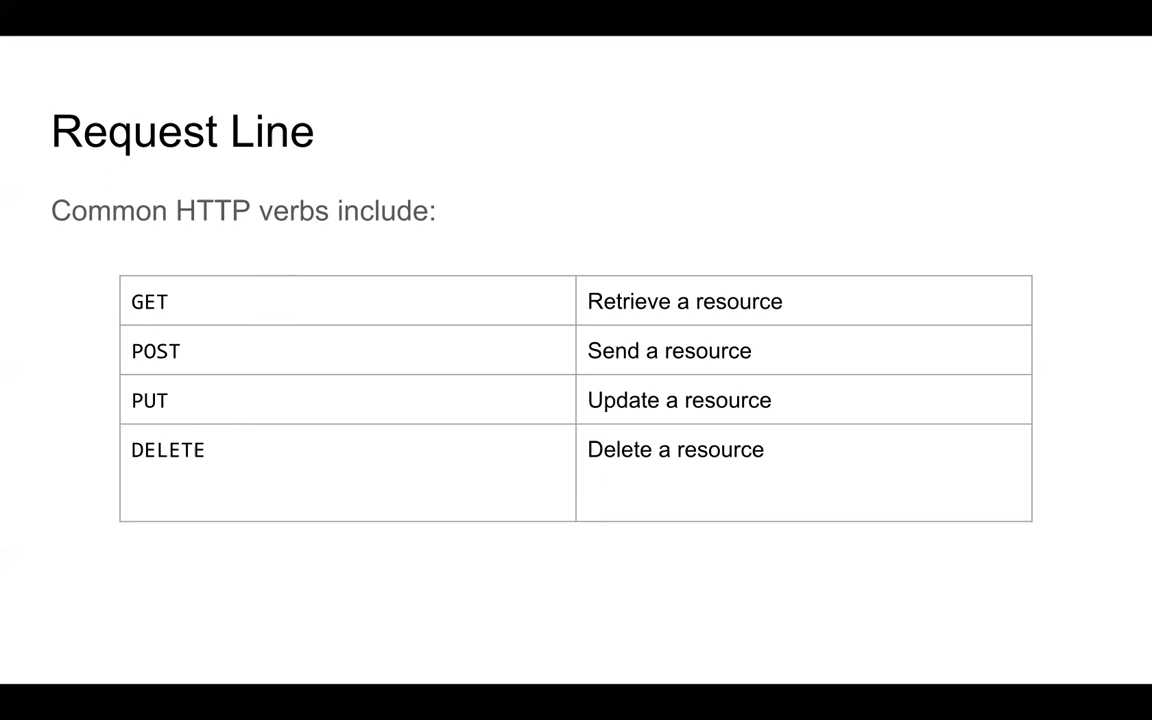 Request Line
Common HTTP verbs include:
GET Retrieve a resource
POST Send a resource
PUT Update a resource
DELETE Delete a resource